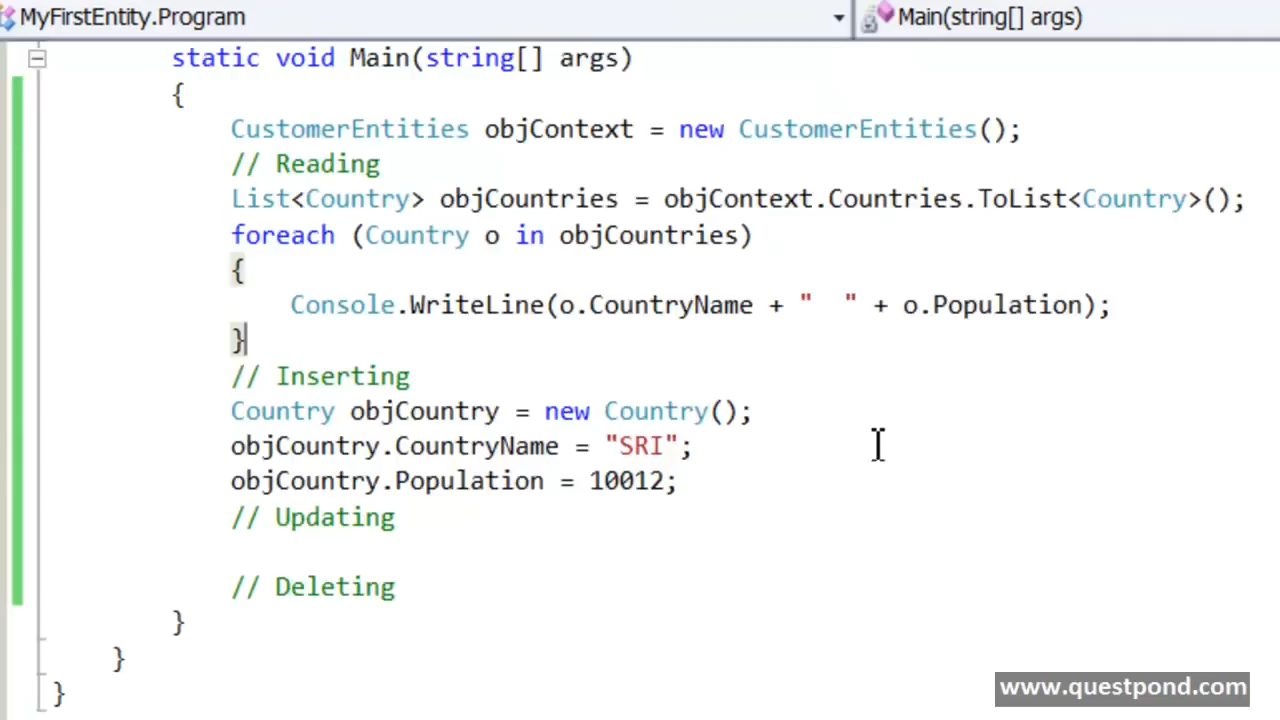 MyFirstEntity.Program
Main(string[] args)
static void Main(string[] args)
{
CustomerEntities objContext = new CustomerEntities();
// Reading
List<Country> objCountries = objContext.Countries.ToList<Country>();
foreach (Country o in objCountries)
{
Console.WriteLine(o.CountryName + "  " + o.Population);
}
// Inserting
Country objCountry = new Country();
objCountry.CountryName = "SRI";
objCountry.Population = 10012;
// Updating
// Deleting
}
}
}
www.questpond.com